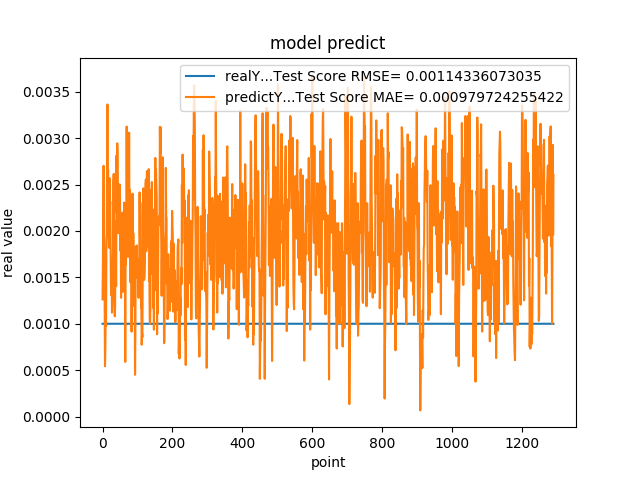 model predict
realY...Test Score RMSE= 0.00114336073035
predictY...Test Score MAE= 0.000979724255422
real value
0.0035
0.0030
0.0025
0.0020
0.0015
0.0010
0.0005
0.0000
0 200 400 600 800 1000 1200
point